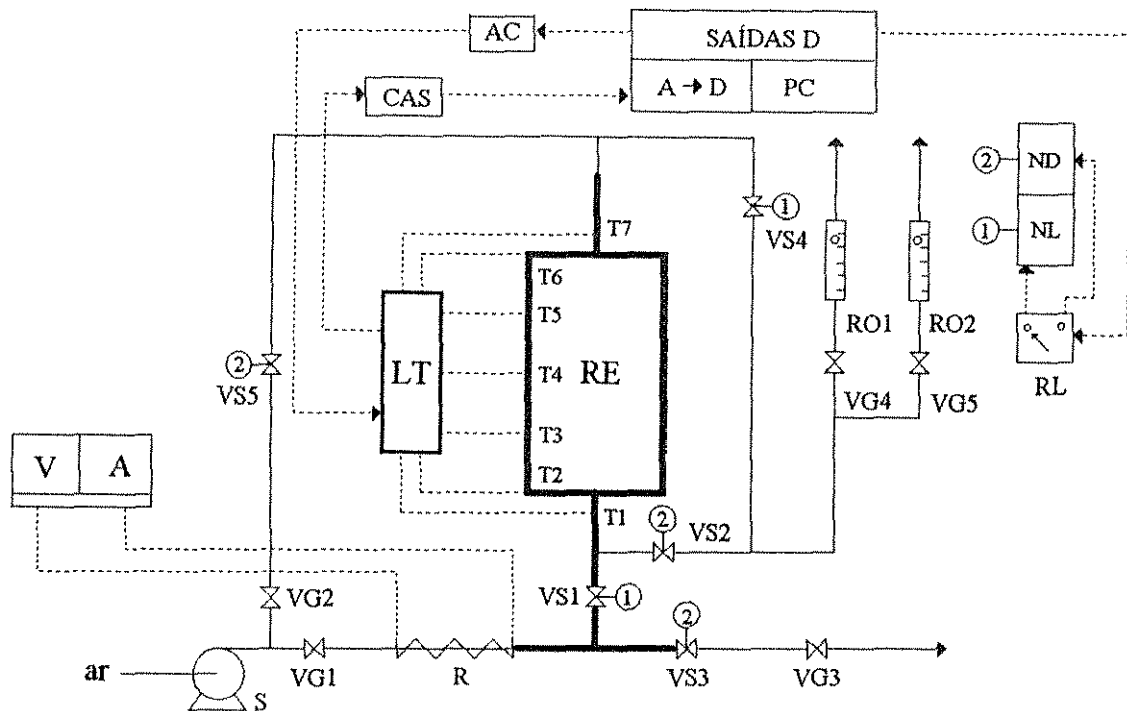 AC
SAÍDAS D
A → D
PC
CAS
2
ND
1
NL
1
VS4
T7
T6
T5
T4
T3
T2
T1
LT
RE
RO1
RO2
VG4
VG5
RL
2
VS5
V
A
2
VS2
VS1
1
VG2
2
ar
S
VG1
R
VS3
VG3